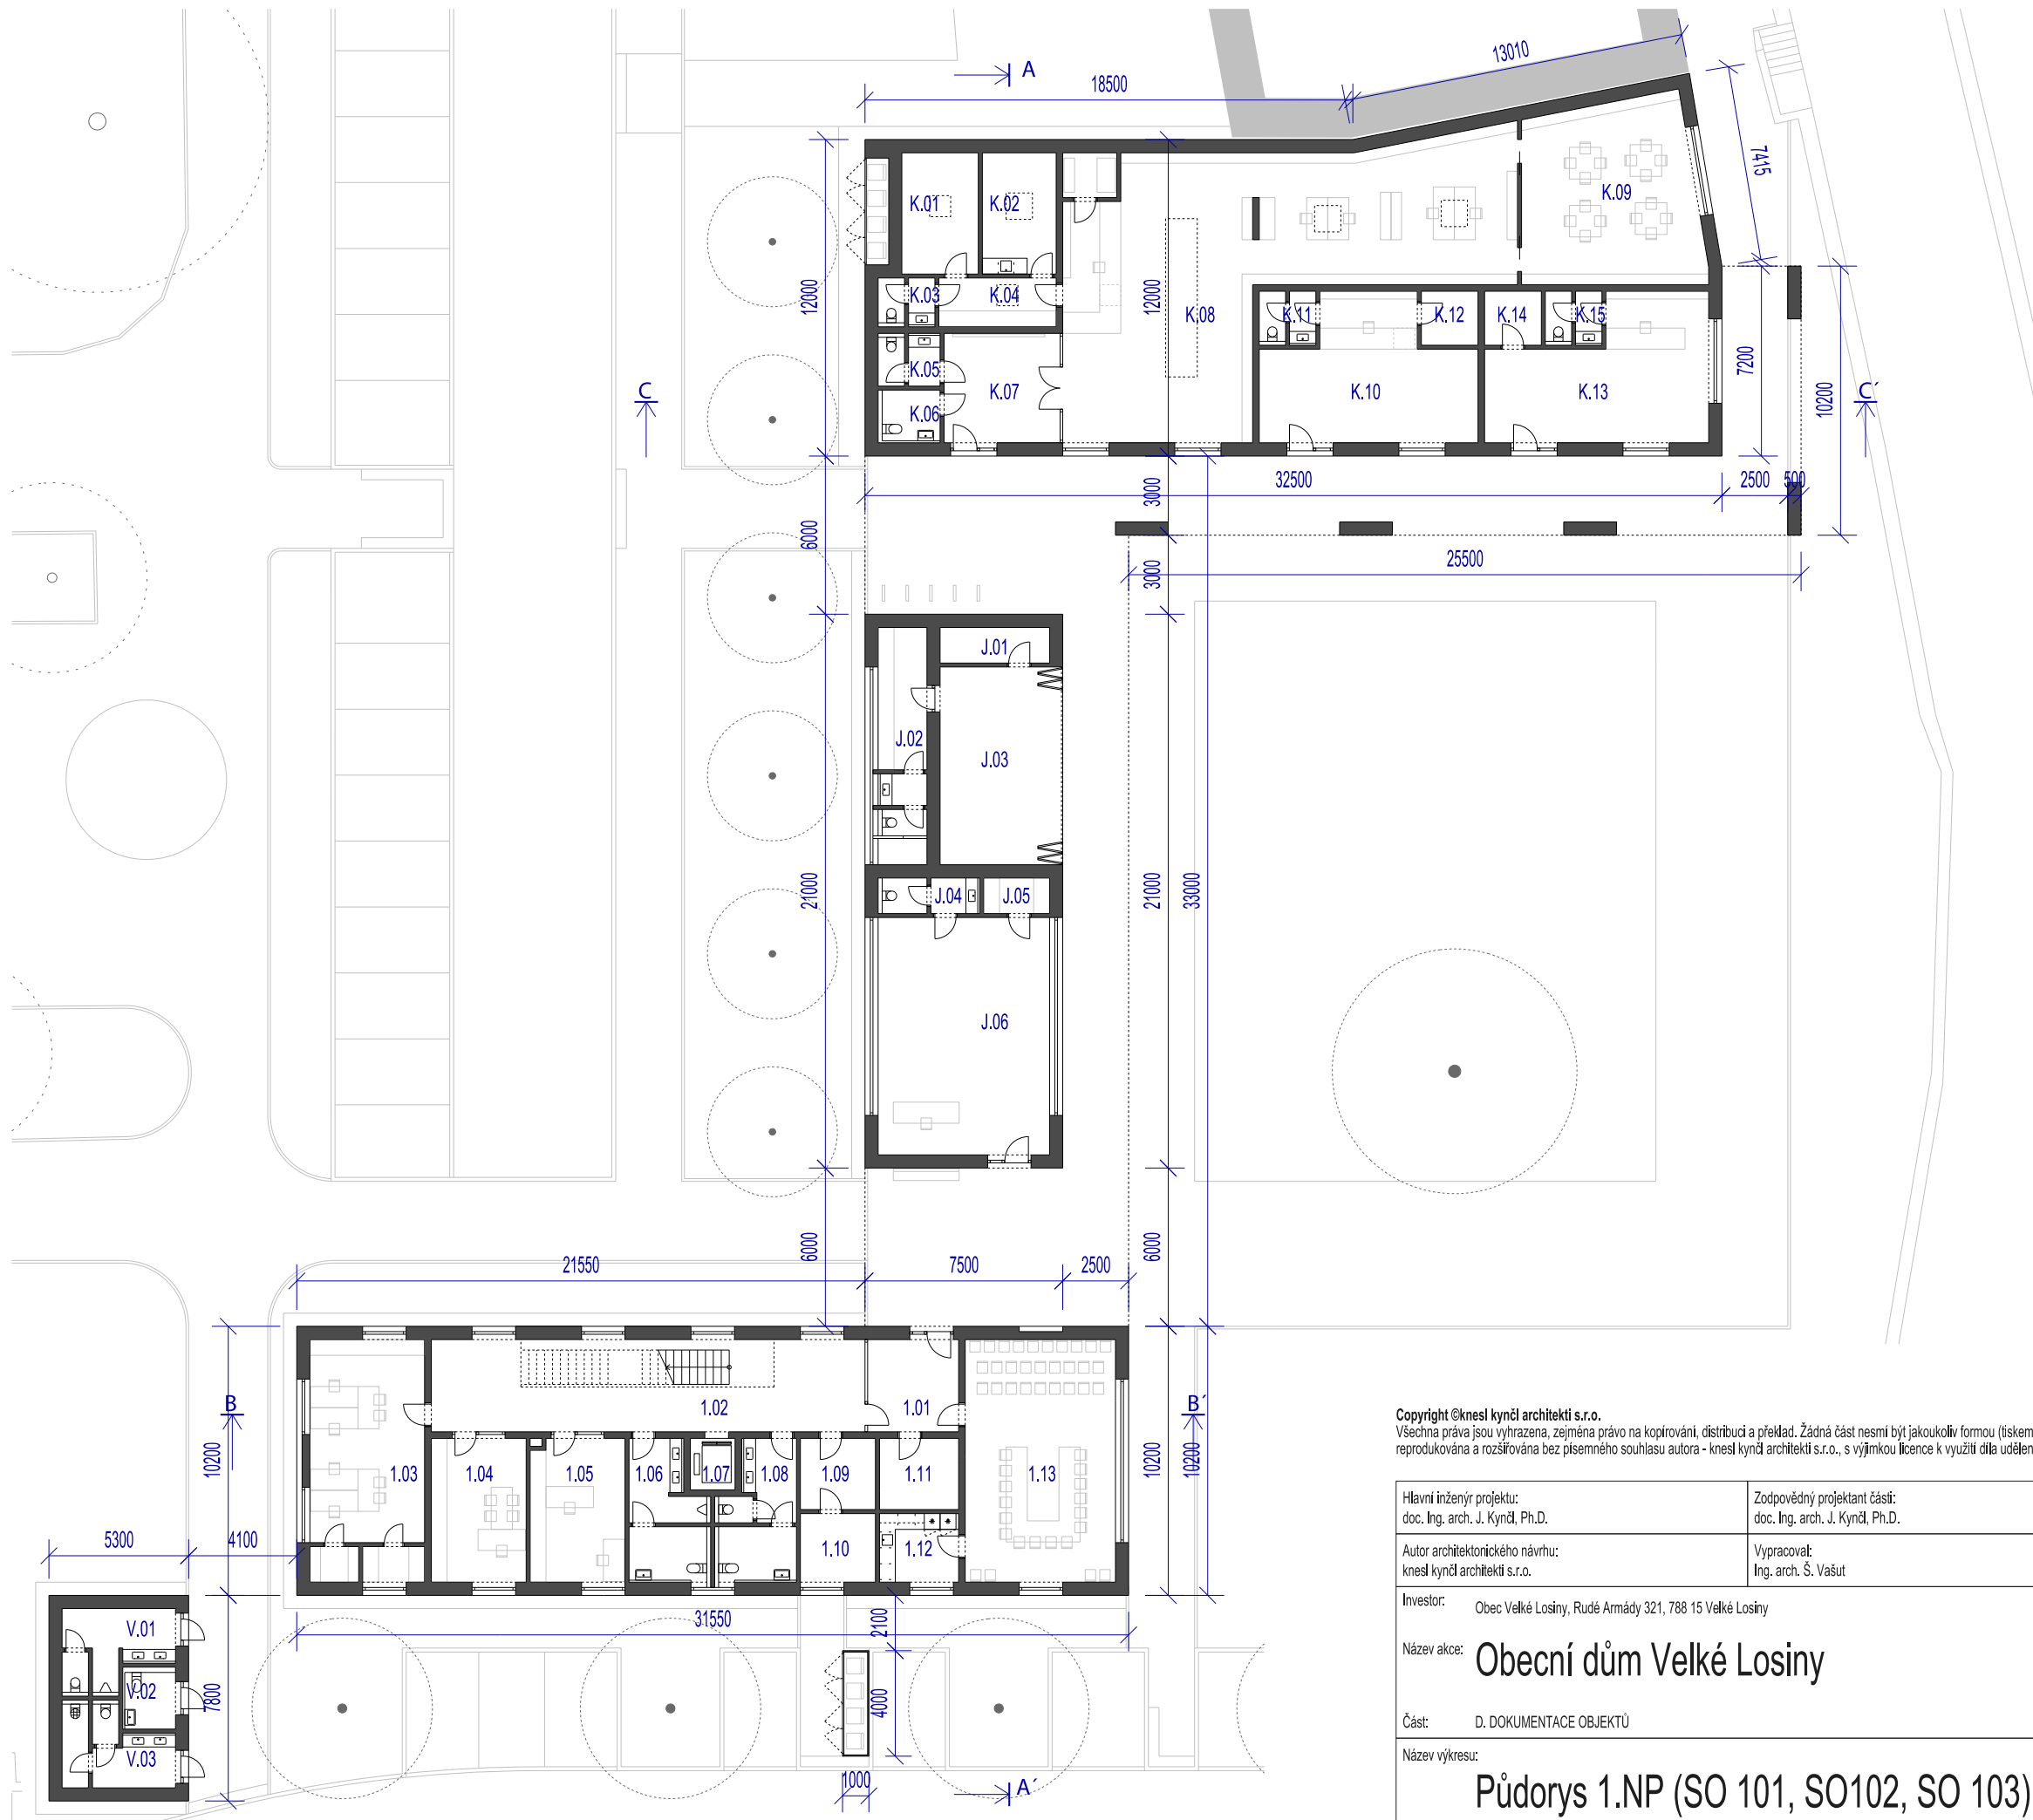 A
18500
13010
7415
K.01
K.02
K.09
K.03
K.04
12000
12000
K.08
K.11
K.12
K.14
K.15
K.05
K.07
K.06
K.10
K.13
7200
10200
C
C´
32500
2500
500
3000
6000
3000
25500
J.01
J.02
J.03
J.04
J.05
21000
21000
33000
J.06
6000
6000
21550
7500
2500
B
B´
1.02
1.01
10200
10200
10200
1.03
1.04
1.05
1.06
1.07
1.08
1.09
1.11
1.13
1.10
1.12
5300
4100
31550
2100
V.01
V.02
V.03
7800
4000
1000
A´
Copyright ©knesl kynčl architekti s.r.o.
Všechna práva jsou vyhrazena, zejména právo na kopírování, distribuci a překlad. Žádná část nesmí být jakoukoliv formou (tiskem
reprodukována a rozšiřována bez písemného souhlasu autora - knesl kynčl architekti s.r.o., s výjimkou licence k využití díla udělen
Hlavní inženýr projektu:
doc. Ing. arch. J. Kynčl, Ph.D.
Zodpovědný projektant části:
doc. Ing. arch. J. Kynčl, Ph.D.
Autor architektonického návrhu:
knesl kynčl architekti s.r.o.
Vypracoval:
Ing. arch. Š. Vašut
Investor: Obec Velké Losiny, Rudé Armády 321, 788 15 Velké Losiny
Název akce: Obecní dům Velké Losiny
Část: D. DOKUMENTACE OBJEKTŮ
Název výkresu:
Půdorys 1.NP (SO 101, SO102, SO 103)